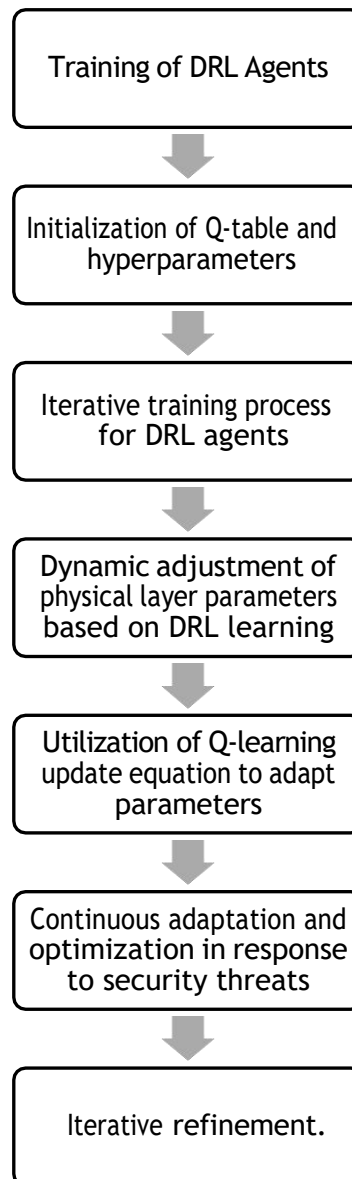 Training of DRL Agents
Initialization of Q-table and
hyperparameters
Iterative training process
for DRL agents
Dynamic adjustment of
physical layer parameters
based on DRL learning
Utilization of Q-learning
update equation to adapt
parameters
Continuous adaptation and
optimization in response
to security threats
Iterative refinement.